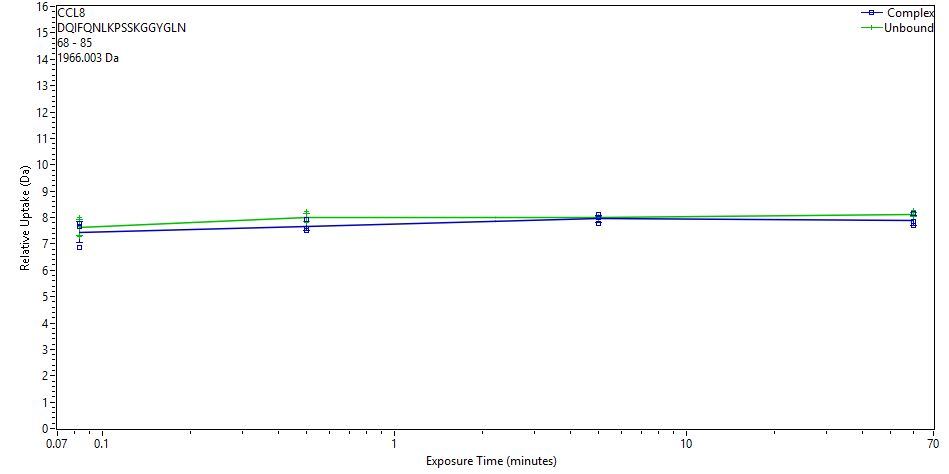 CCL8
DQIFQNLKPSSKGGYGLN
68 - 85
1966.003 Da
Complex
Unbound
Relative Uptake (Da)
16
15
14
13
12
11
10
9
8
7
6
5
4
3
2
1
0
0.07 0.1 1 10 70
Exposure Time (minutes)